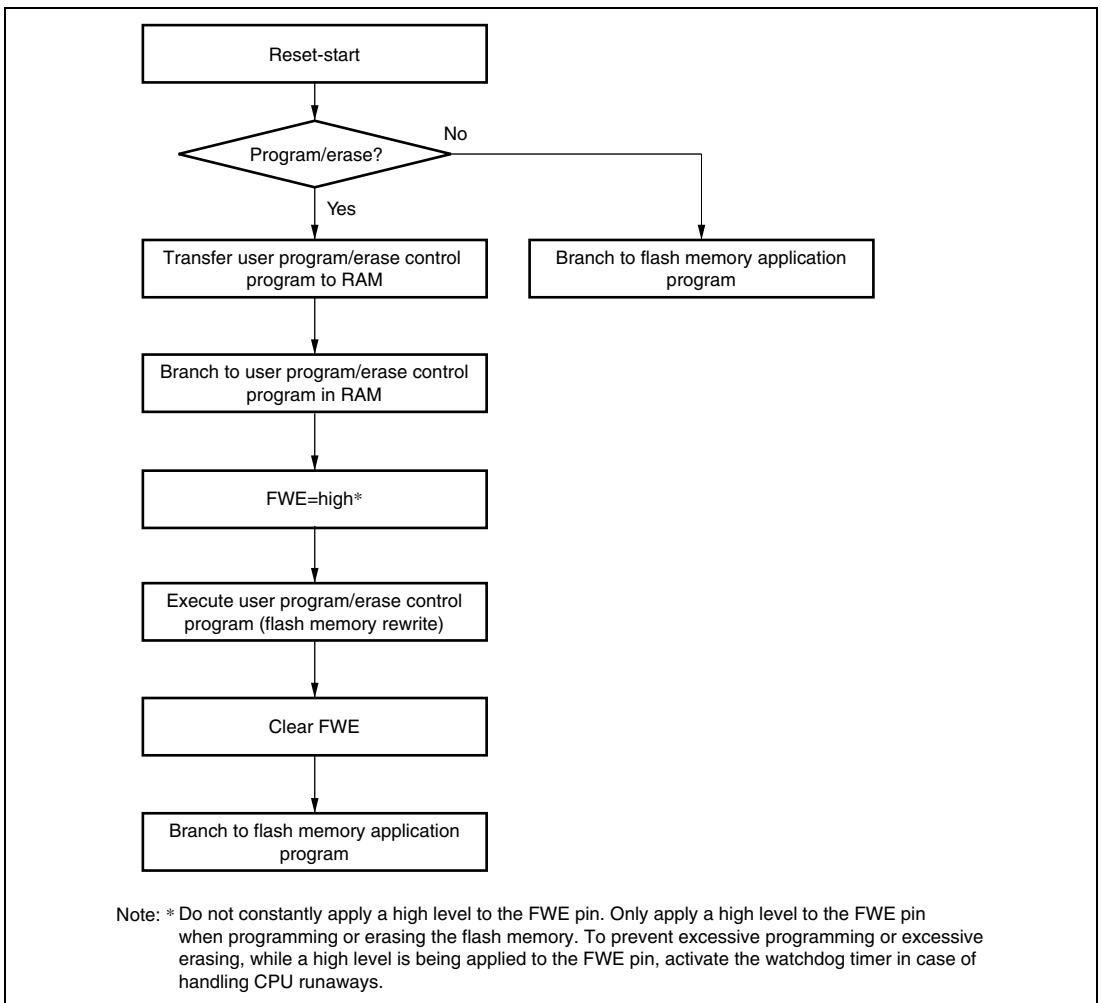 Reset-start
Program/erase?
No
Yes
Transfer user program/erase control
program to RAM
Branch to flash memory application
program
Branch to user program/erase control
program in RAM
FWE=high*
Execute user program/erase control
program (flash memory rewrite)
Clear FWE
Branch to flash memory application
program
Note: * Do not constantly apply a high level to the FWE pin. Only apply a high level to the FWE pin
when programming or erasing the flash memory. To prevent excessive programming or excessive
erasing, while a high level is being applied to the FWE pin, activate the watchdog timer in case of
handling CPU runaways.